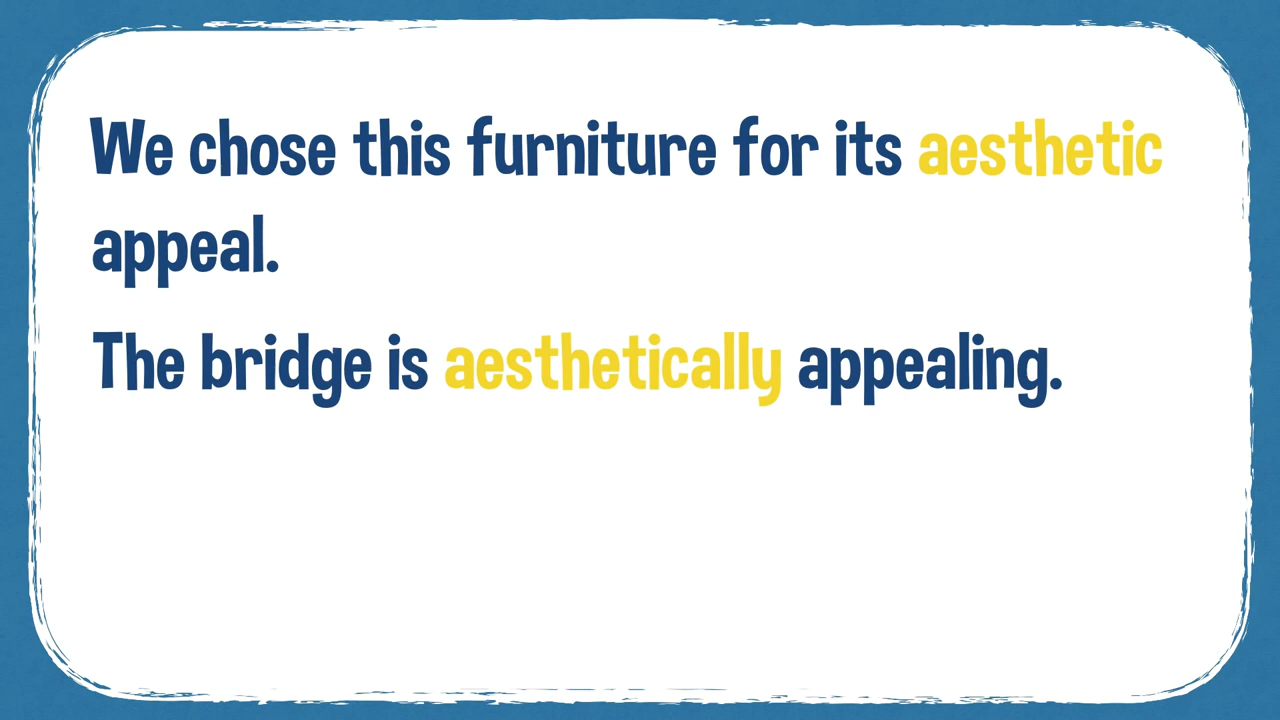 We chose this furniture for its aesthetic
appeal.
The bridge is aesthetically appealing.